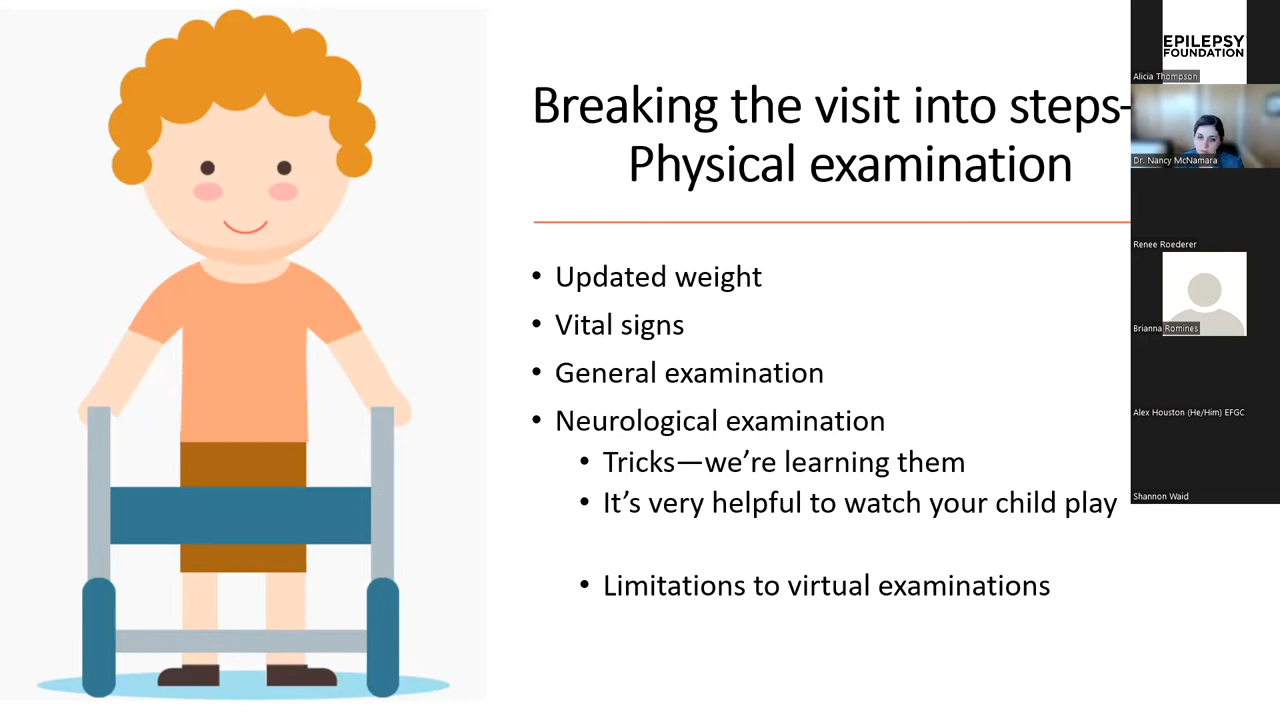 Breaking the visit into steps-
Physical examination
• Updated weight
• Vital signs
• General examination
• Neurological examination
• Tricks—we’re learning them
• It’s very helpful to watch your child play
• Limitations to virtual examinations
EPILEPSY
FOUNDATION
Alicia Thompson
Dr. Nancy McNamara
Renee Roederer
Brianna Romines
Alex Houston (He/Him) EFGC
Shannon Waid